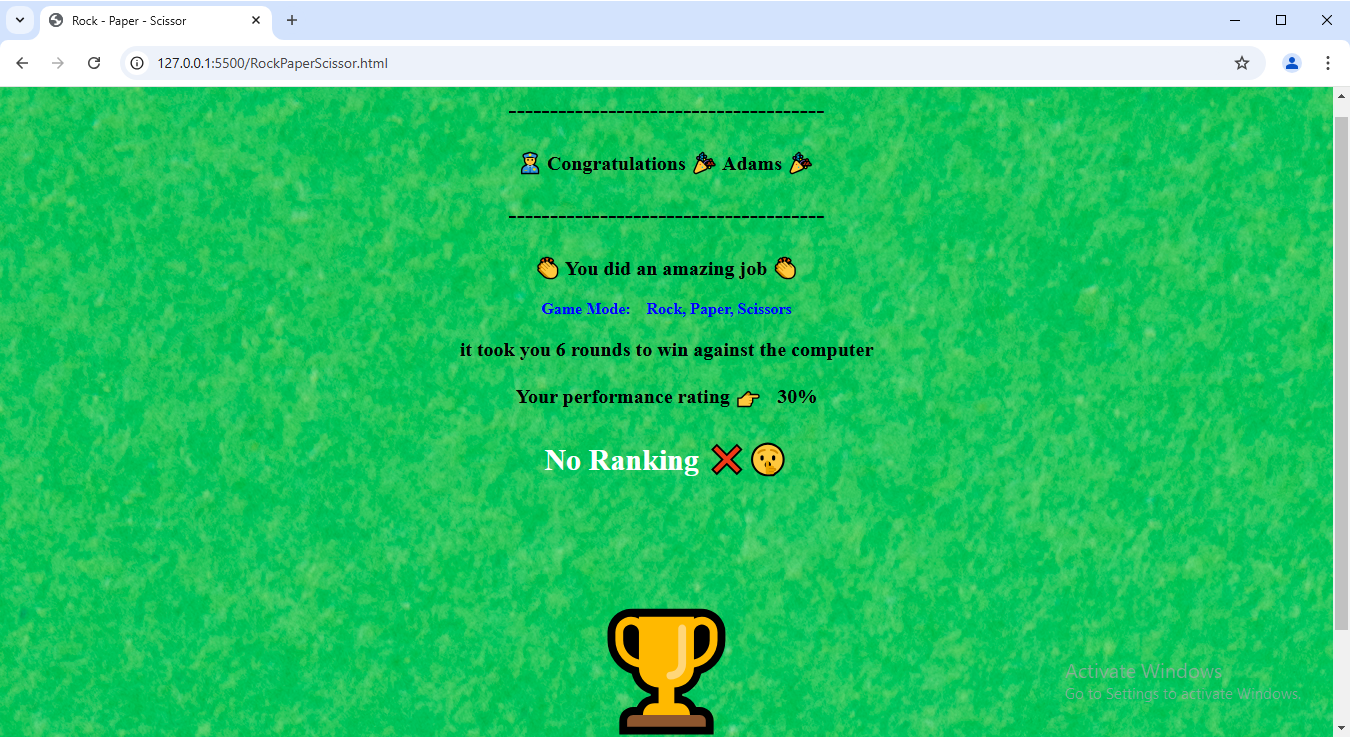 Rock - Paper - Scissor
127.0.0.1:5500/RockPaperScissor.html
--------------------------------------
Congratulations Adams
--------------------------------------
You did an amazing job
Game Mode: Rock, Paper, Scissors
it took you 6 rounds to win against the computer
Your performance rating 30%
No Ranking
Activate Windows
Go to Settings to activate Windows.